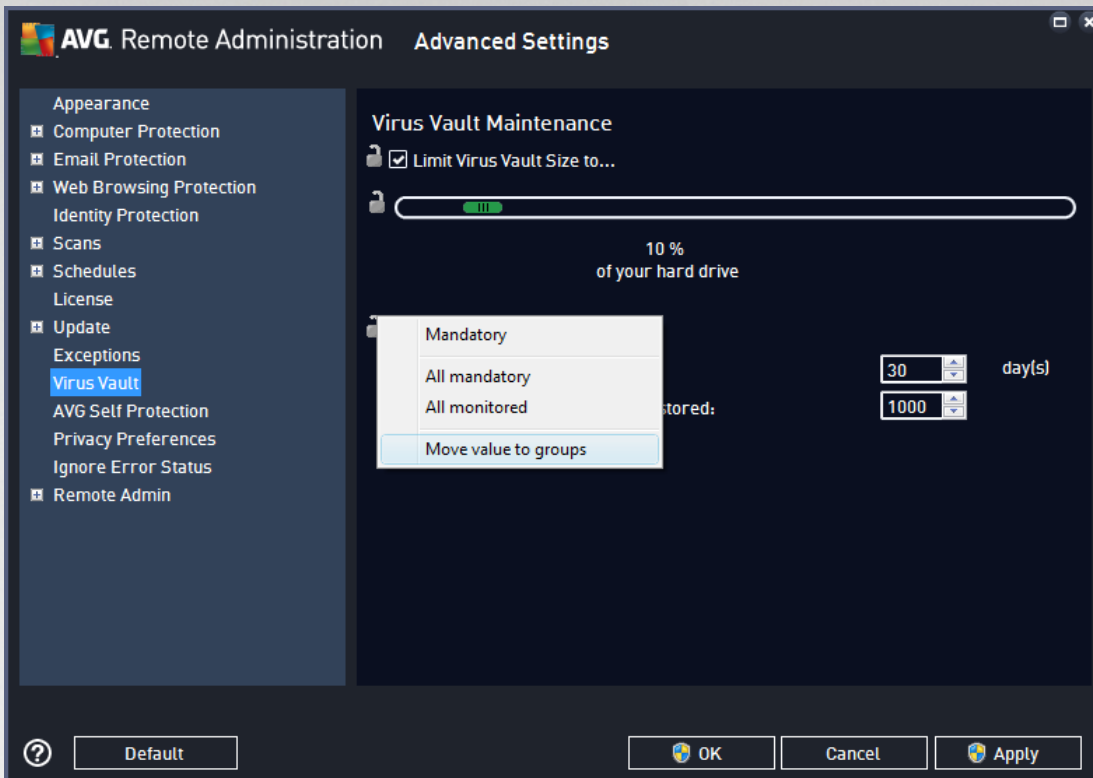 AVG. Remote Administration Advanced Settings
Appearance
Computer Protection
Email Protection
Web Browsing Protection
Identity Protection
Scans
Schedules
License
Update
Exceptions
Virus Vault
AVG Self Protection
Privacy Preferences
Ignore Error Status
Remote Admin
Virus Vault Maintenance
Limit Virus Vault Size to...
10 %
of your hard drive
Mandatory
All mandatory
All monitored
Move value to groups
30 day(s)
stored: 1000
? Default OK Cancel Apply